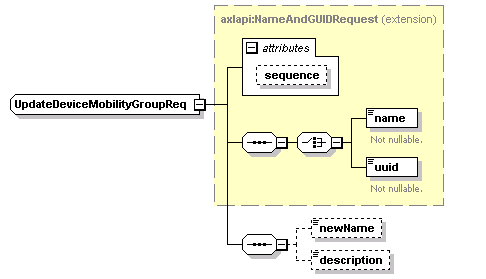 axlapi:NameAndGUIDRequest (extension)
attributes
sequence
UpdateDeviceMobilityGroupReq
name
Not nullable.
uuid
Not nullable.
newName
description